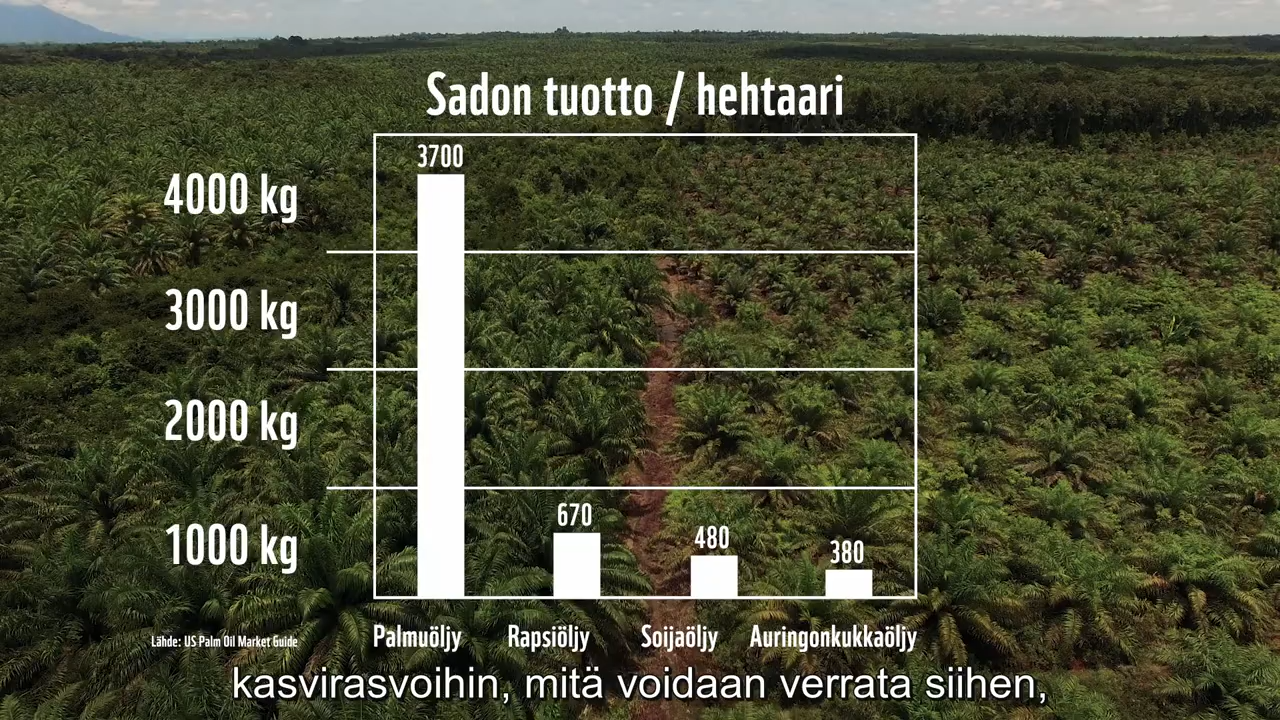 Sadon tuotto / hehtaari
3700
4000 kg
3000 kg
2000 kg
1000 kg
670
480
380
Lähde: US Palm Oil Market Guide
Palmuöljy
Rapsiöljy
Soijaöljy
Auringonkukkaöljy
kasvirasvoihin, mitä voidaan verrata siihen,